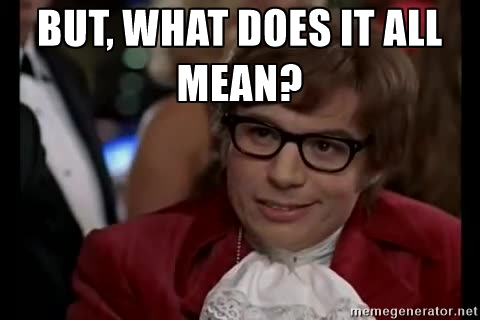 BUT, WHAT DOES IT ALL
MEAN?
memegenerator.net